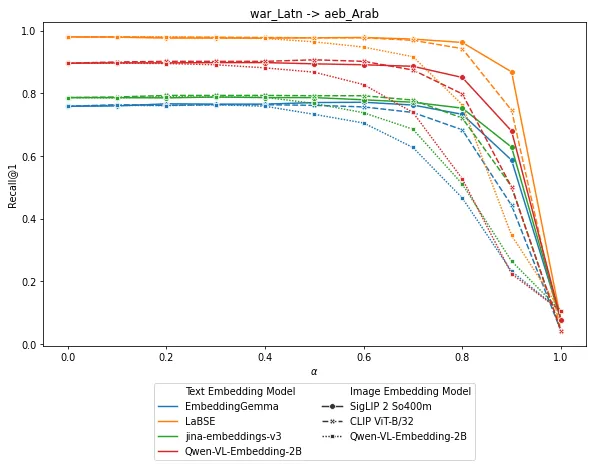 war_Latn -> aeb_Arab
Recall@1
1.0
0.8
0.6
0.4
0.2
0.0
0.0 0.2 0.4 0.6 0.8 1.0
α
Text Embedding Model Image Embedding Model
EmbeddingGemma SigLIP 2 So400m
LaBSE CLIP ViT-B/32
jina-embeddings-v3 Qwen-VL-Embedding-2B
Qwen-VL-Embedding-2B